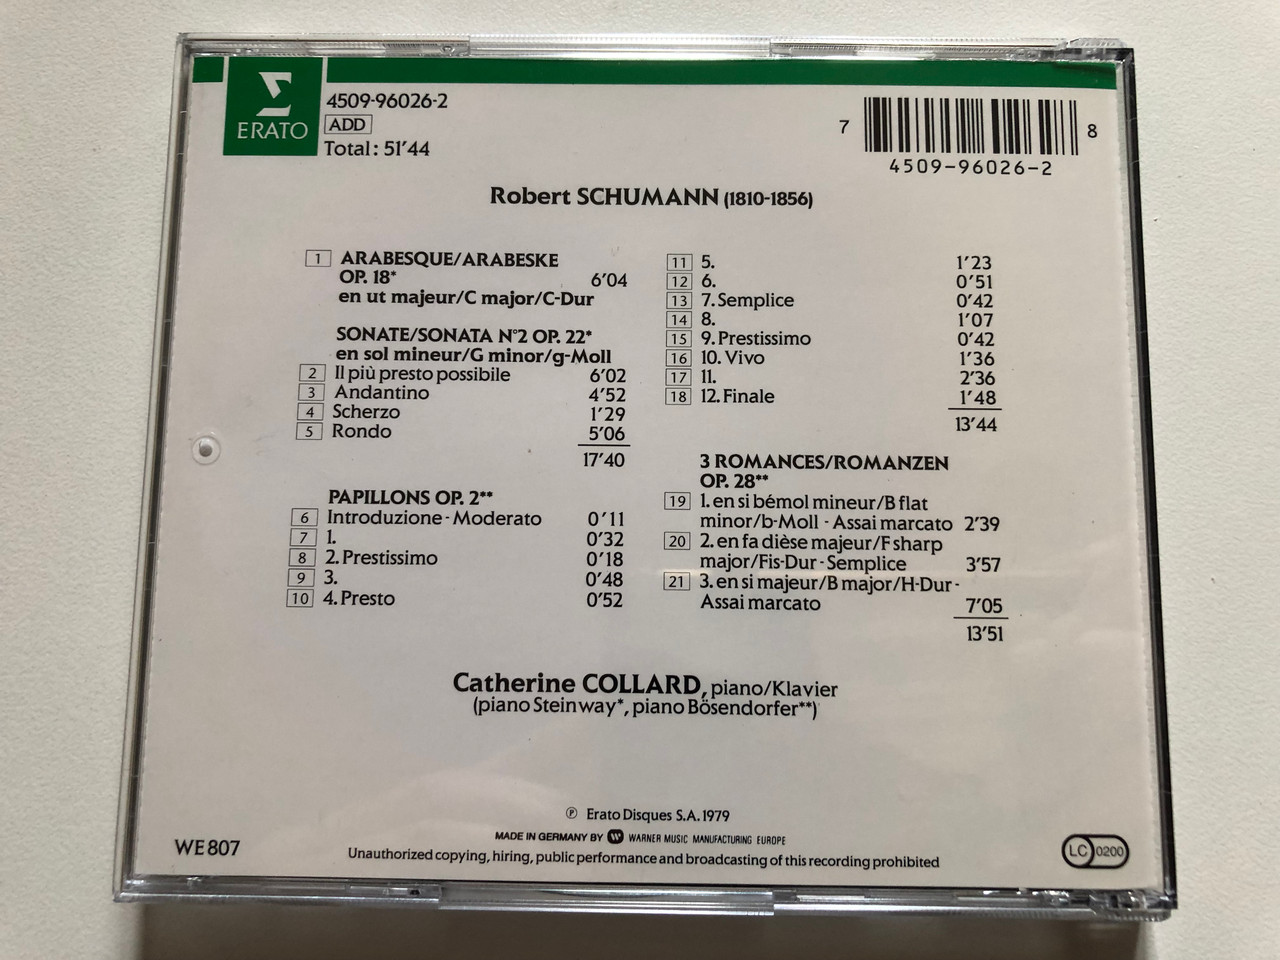 ERATO
4509-96026-2
ADD
Total: 51'44
7
8
4509-96026-2
Robert SCHUMANN (1810-1856)
1 ARABESQUE/ARABESKE
OP. 18* 6'04
en ut majeur/C major/C-Dur
SONATE/SONATA N°2 OP. 22*
en sol mineur/G minor/g-Moll
2 Il più presto possibile 6'02
3 Andantino 4'52
4 Scherzo 1'29
5 Rondo 5'06
17'40
PAPILLONS OP. 2**
6 Introduzione - Moderato 0'11
7 1. 0'32
8 2. Prestissimo 0'18
9 3. 0'48
10 4. Presto 0'52
11 5. 1'23
12 6. 0'51
13 7. Semplice 0'42
14 8. 1'07
15 9. Prestissimo 0'42
16 10. Vivo 1'36
17 11. 2'36
18 12. Finale 1'48
13'44
3 ROMANCES/ROMANZEN
OP. 28**
19 1. en si bémol mineur/B flat
minor/b-Moll - Assai marcato 2'39
20 2. en fa dièse majeur/F sharp
major/Fis-Dur - Semplice 3'57
21 3. en si majeur/B major/H-Dur -
Assai marcato 7'05
13'51
Catherine COLLARD, piano/Klavier
(piano Steinway*, piano Bösendorfer**)
℗ Erato Disques S.A. 1979
MADE IN GERMANY BY WARNER MUSIC MANUFACTURING EUROPE
WE 807
Unauthorized copying, hiring, public performance and broadcasting of this recording prohibited
LC 0200